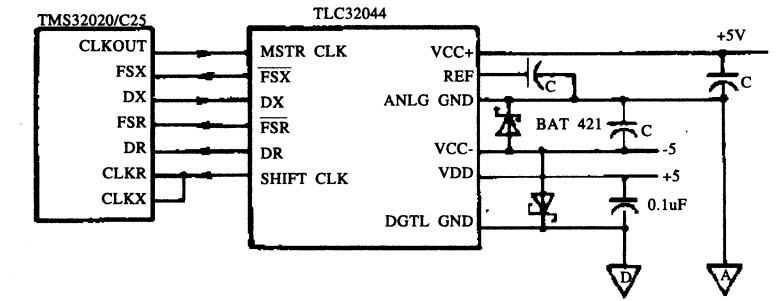 TMS32020/C25
TLC32044
CLKOUT
FSX
DX
FSR
DR
CLKR
CLKX
MSTR CLK
FSX
DX
FSR
DR
SHIFT CLK
VCC+
REF
ANLG GND
VCC-
VDD
DGTL GND
+5V
C
C
BAT 421
C
-5
+5
0.1uF
D
A